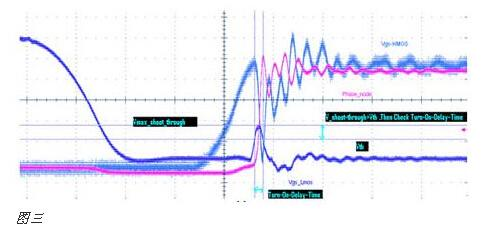 Vgs-HMOS
Phase_node
Vmax_shoot_through
V_shoot-through>Vth ,Then Check Turn-On-Delay-Time
Vth
Vgs_Lmos
Turn-On-Delay-Time
图三